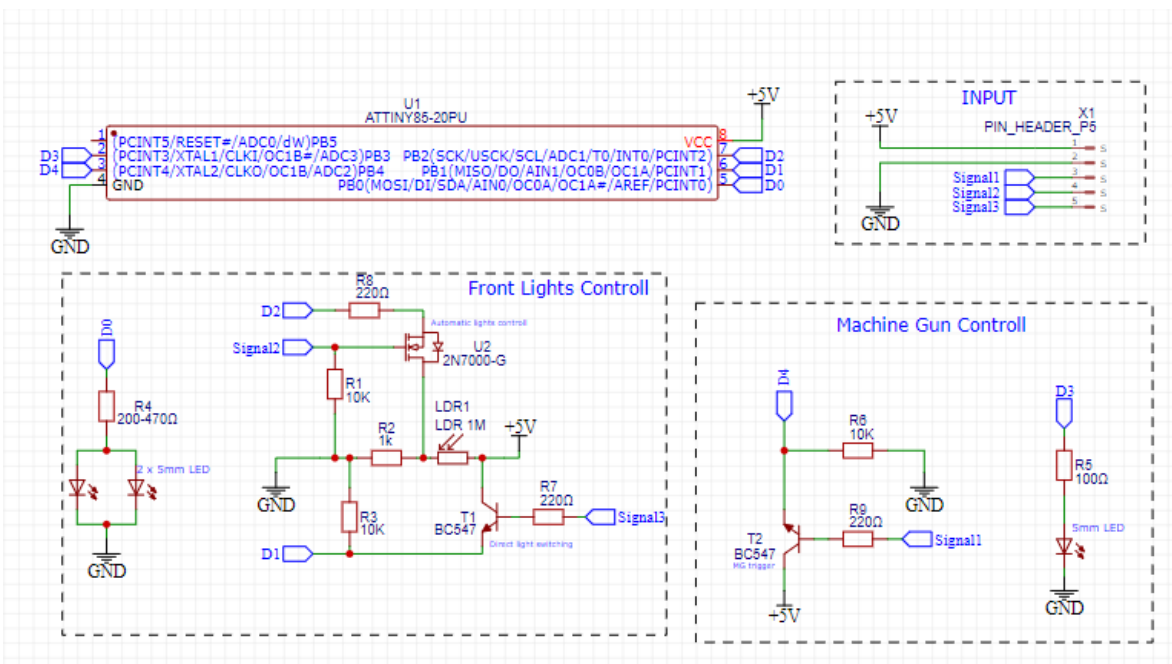 U1
ATTINY85-20PU
+5V
1
(PCINT5/RESET#/ADC0/dW)PB5
VCC
8
D3
2
(PCINT3/XTAL1/CLKI/OC1B#/ADC3)PB3
PB2(SCK/USCK/SCL/ADC1/T0/INT0/PCINT2)
7
D2
D4
3
(PCINT4/XTAL2/CLKO/OC1B/ADC2)PB4
PB1(MISO/DO/AIN1/OC0B/OC1A/PCINT1)
6
D1
4
GND
PB0(MOSI/DI/SDA/AIN0/OC0A/OC1A#/AREF/PCINT0)
5
D0
GND
INPUT
+5V
X1
PIN_HEADER_P5
1
S
2
S
Signal1
3
S
Signal2
4
S
Signal3
5
S
GND
Front Lights Controll
R8
220Ω
D2
Automatic lights controll
Signal2
U2
2N7000-G
D0
R4
200-470Ω
R1
10K
LDR1
LDR 1M
R2
1k
+5V
2 x 5mm LED
GND
R7
220Ω
R3
10K
T1
BC547
Signal3
Direct light switching
D1
GND
Machine Gun Controll
D4
D3
R6
10K
R5
100Ω
GND
R9
220Ω
T2
BC547
MG trigger
Signal1
5mm LED
+5V
GND